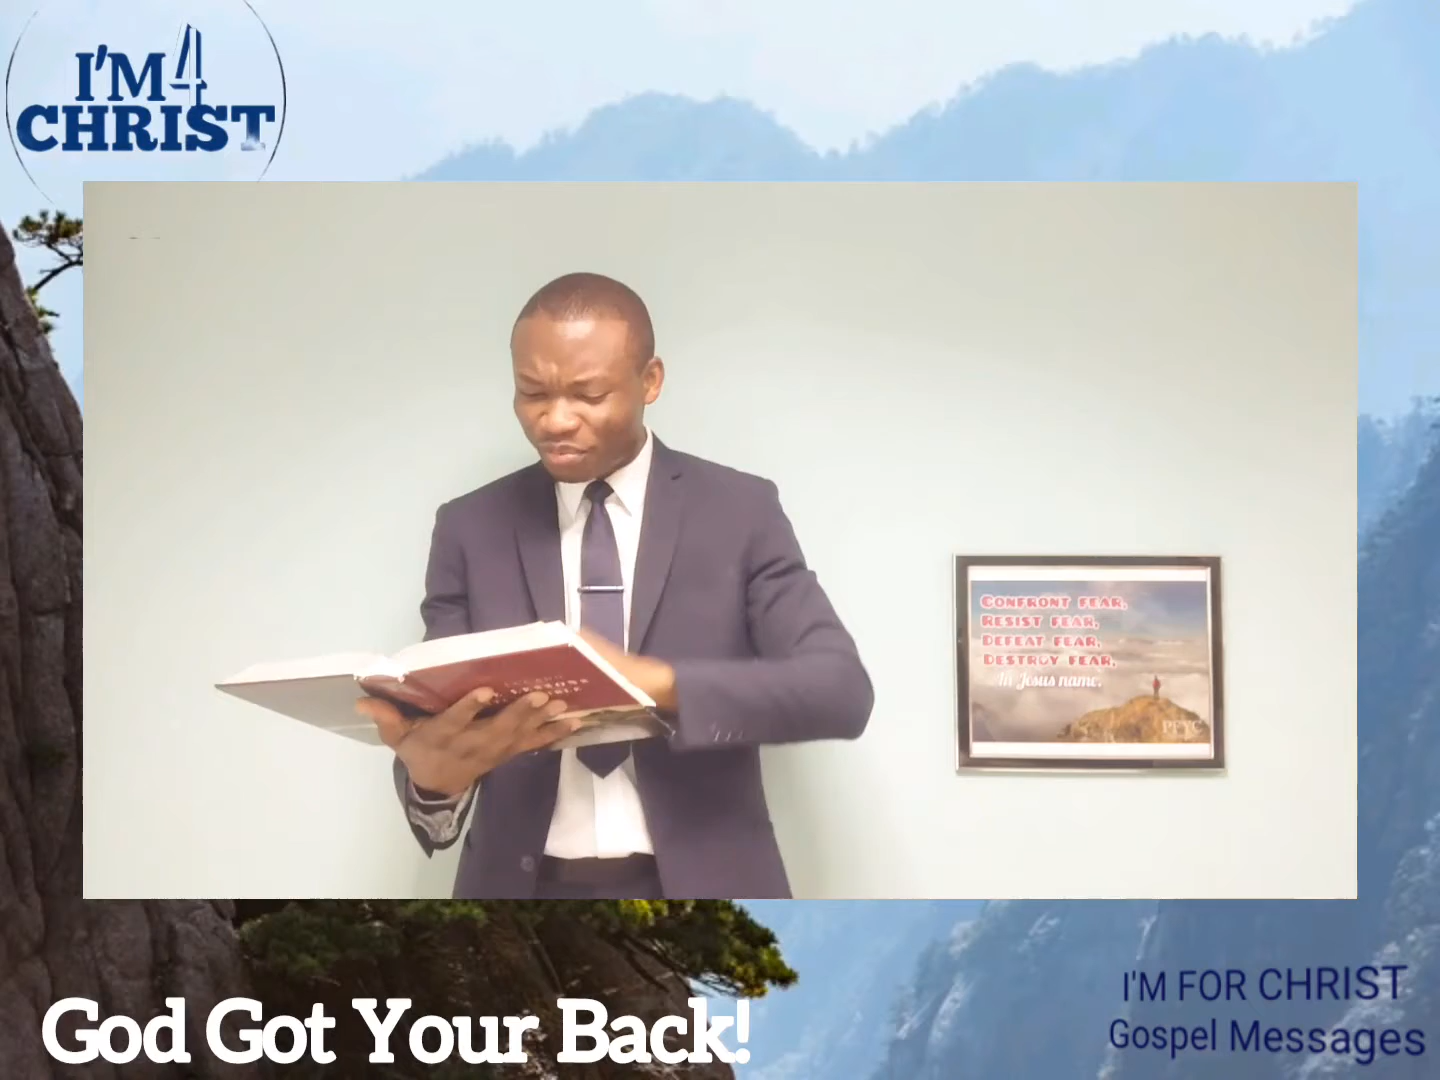 I'M 4
CHRIST
CONFRONT FEAR,
RESIST FEAR,
DEFEAT FEAR,
DESTROY FEAR,
In Jesus name.
God Got Your Back!
I'M FOR CHRIST
Gospel Messages